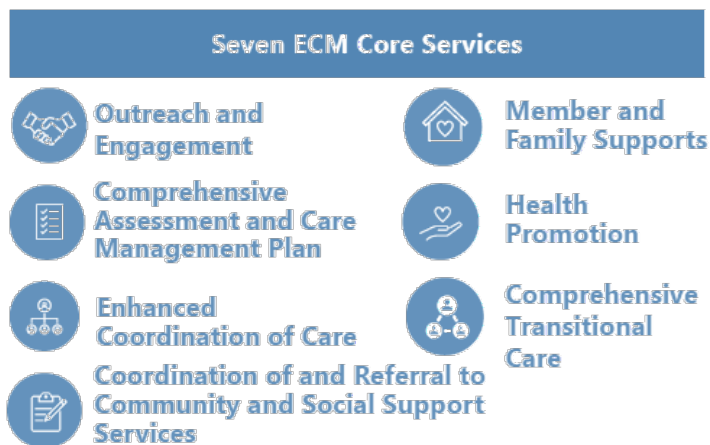 Seven ECM Core Services
Outreach and
Engagement
Comprehensive
Assessment and Care
Management Plan
Enhanced
Coordination of Care
Coordination of and Referral to
Community and Social Support
Services
Member and
Family Supports
Health
Promotion
Comprehensive
Transitional
Care